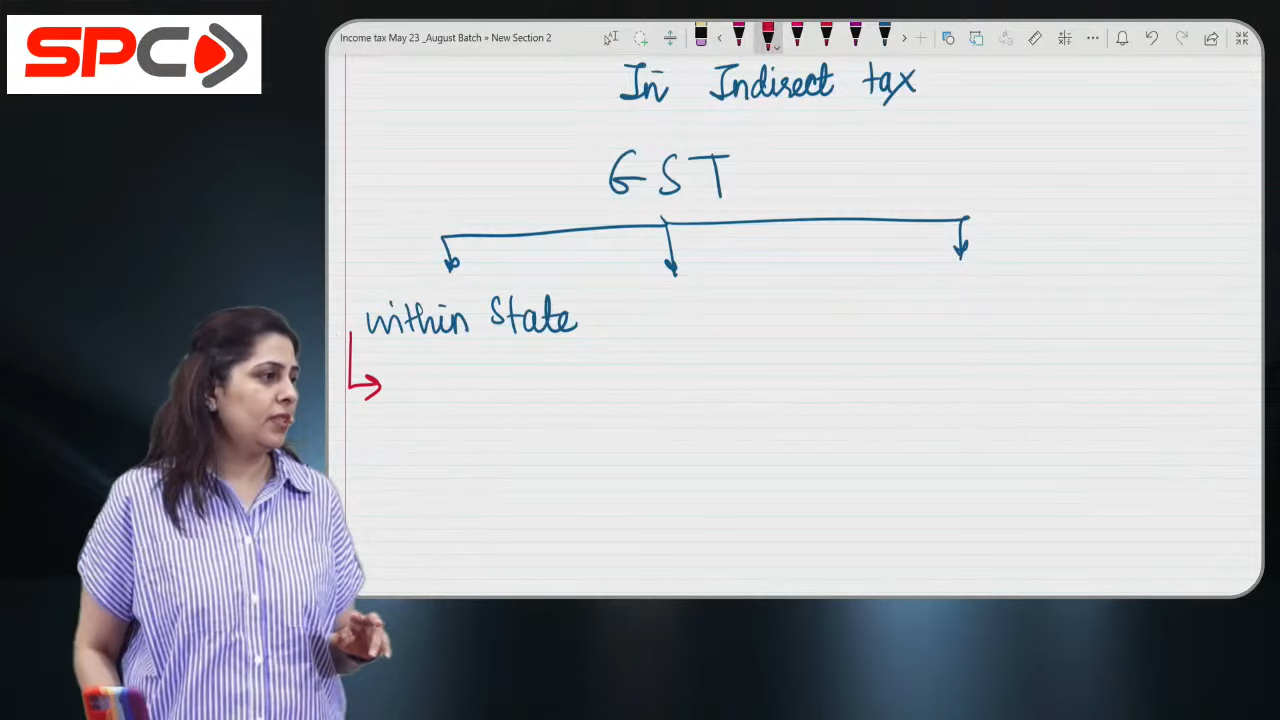 SPC
Income tax May 23 _August Batch » New Section 2
In Indirect tax
GST
within State